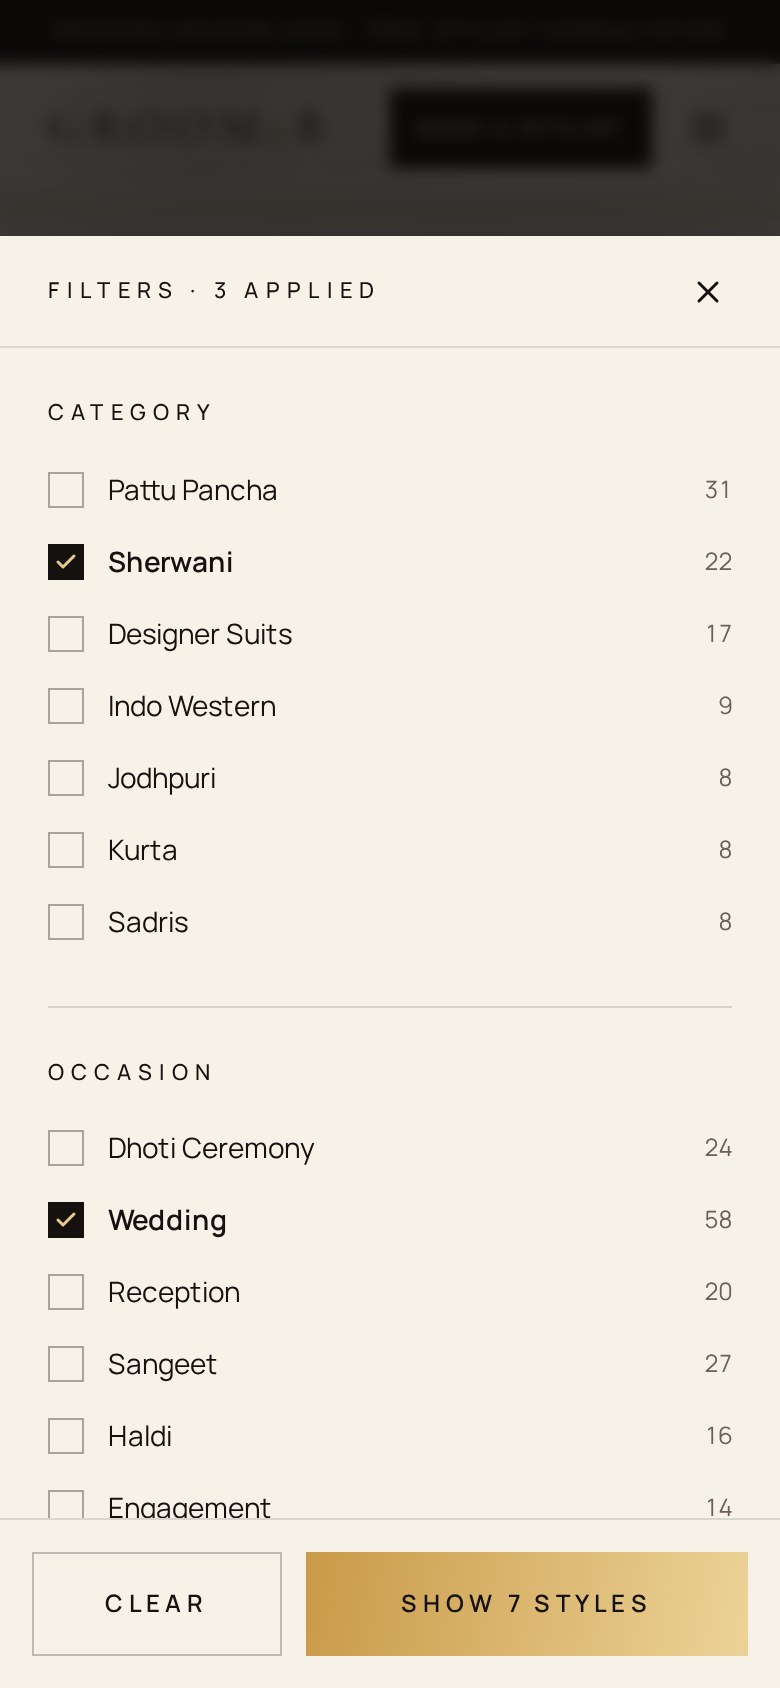 FILTERS · 3 APPLIED
CATEGORY
Pattu Pancha 31
Sherwani 22
Designer Suits 17
Indo Western 9
Jodhpuri 8
Kurta 8
Sadris 8
OCCASION
Dhoti Ceremony 24
Wedding 58
Reception 20
Sangeet 27
Haldi 16
Engagement 14
CLEAR
SHOW 7 STYLES